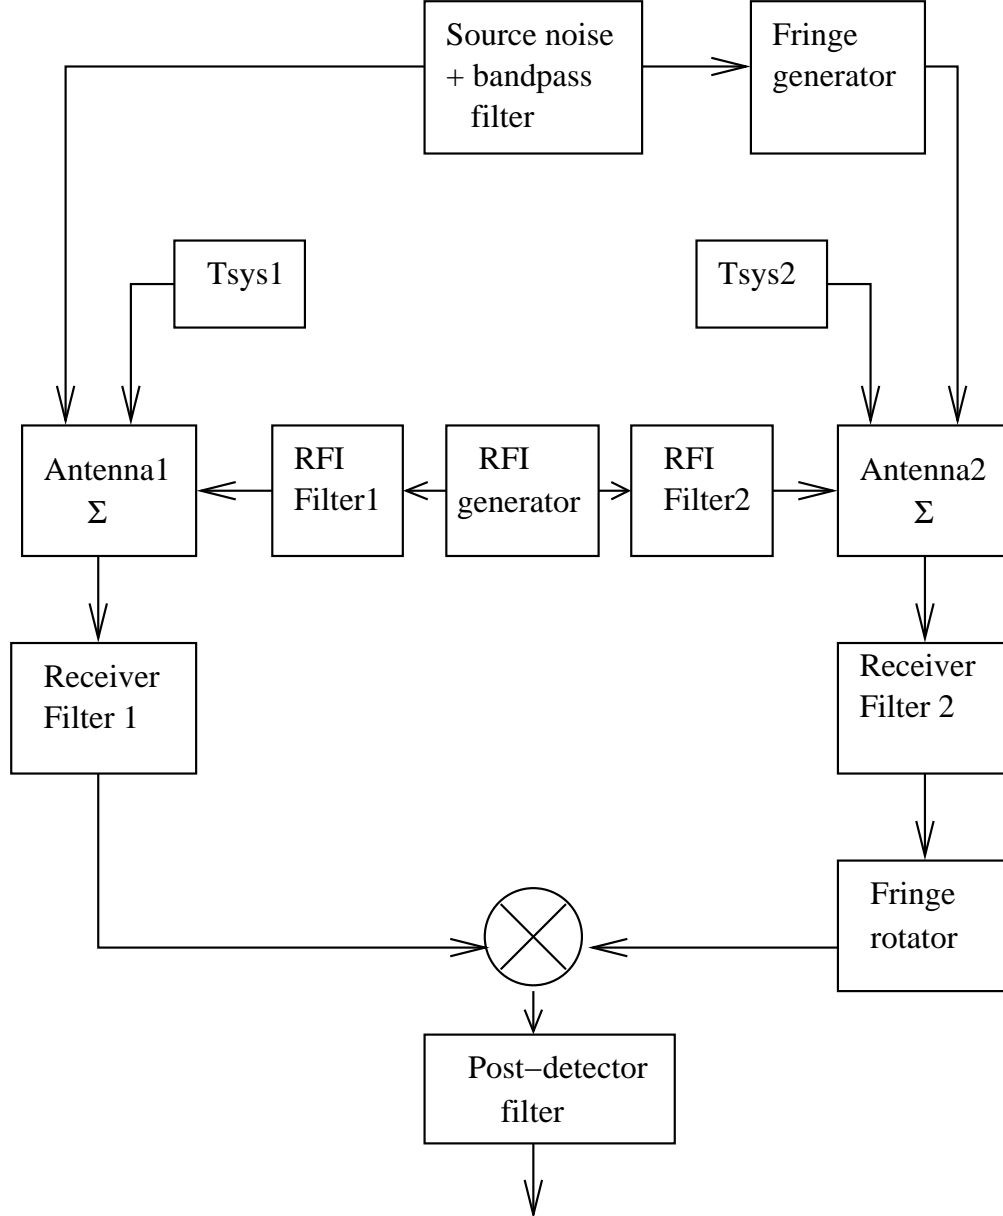 Source noise
+ bandpass
filter
Fringe
generator
Tsys1
Tsys2
Antenna1
Σ
RFI
Filter1
RFI
generator
RFI
Filter2
Antenna2
Σ
Receiver
Filter 1
Receiver
Filter 2
Fringe
rotator
Post−detector
filter